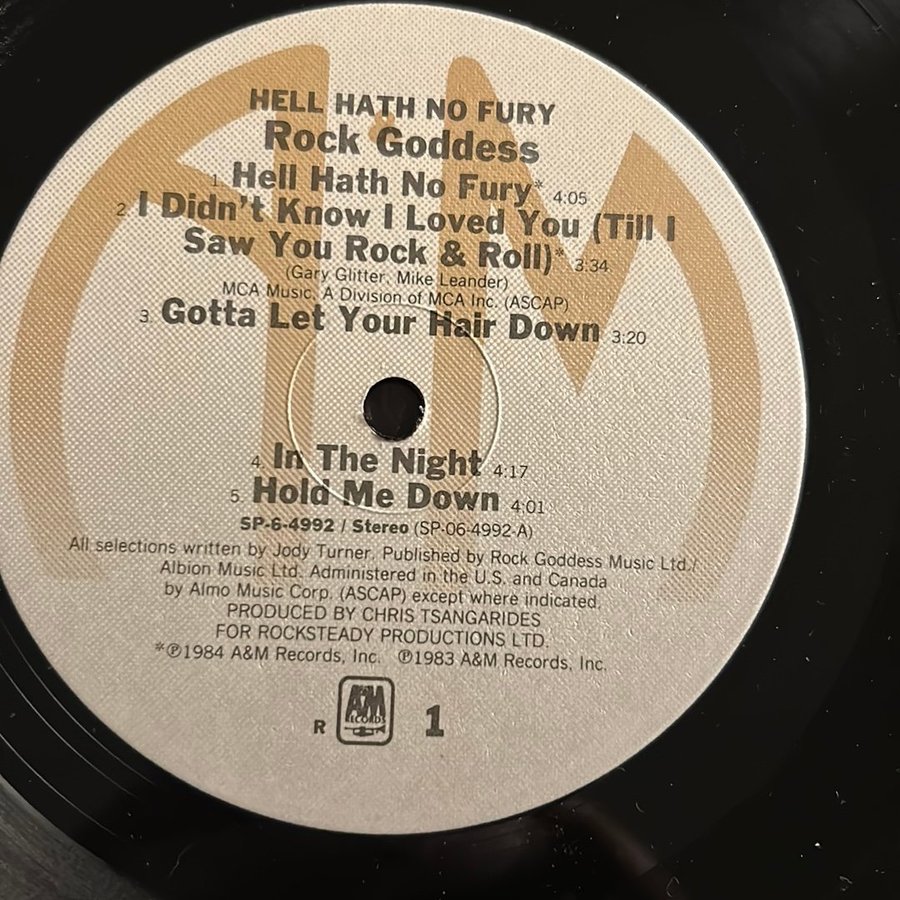 HELL HATH NO FURY
Rock Goddess
1. Hell Hath No Fury* 4:05
2. I Didn't Know I Loved You (Till I
Saw You Rock & Roll)* 3:34
(Gary Glitter, Mike Leander)
MCA Music, A Division of MCA Inc. (ASCAP)
3. Gotta Let Your Hair Down 3:20
4. In The Night 4:17
5. Hold Me Down 4:01
SP-6-4992 / Stereo (SP-06-4992-A)
All selections written by Jody Turner. Published by Rock Goddess Music Ltd./
Albion Music Ltd. Administered in the U.S. and Canada
by Almo Music Corp. (ASCAP) except where indicated.
PRODUCED BY CHRIS TSANGARIDES
FOR ROCKSTEADY PRODUCTIONS LTD.
*℗1984 A&M Records, Inc. ℗1983 A&M Records, Inc.
R A&M RECORDS 1